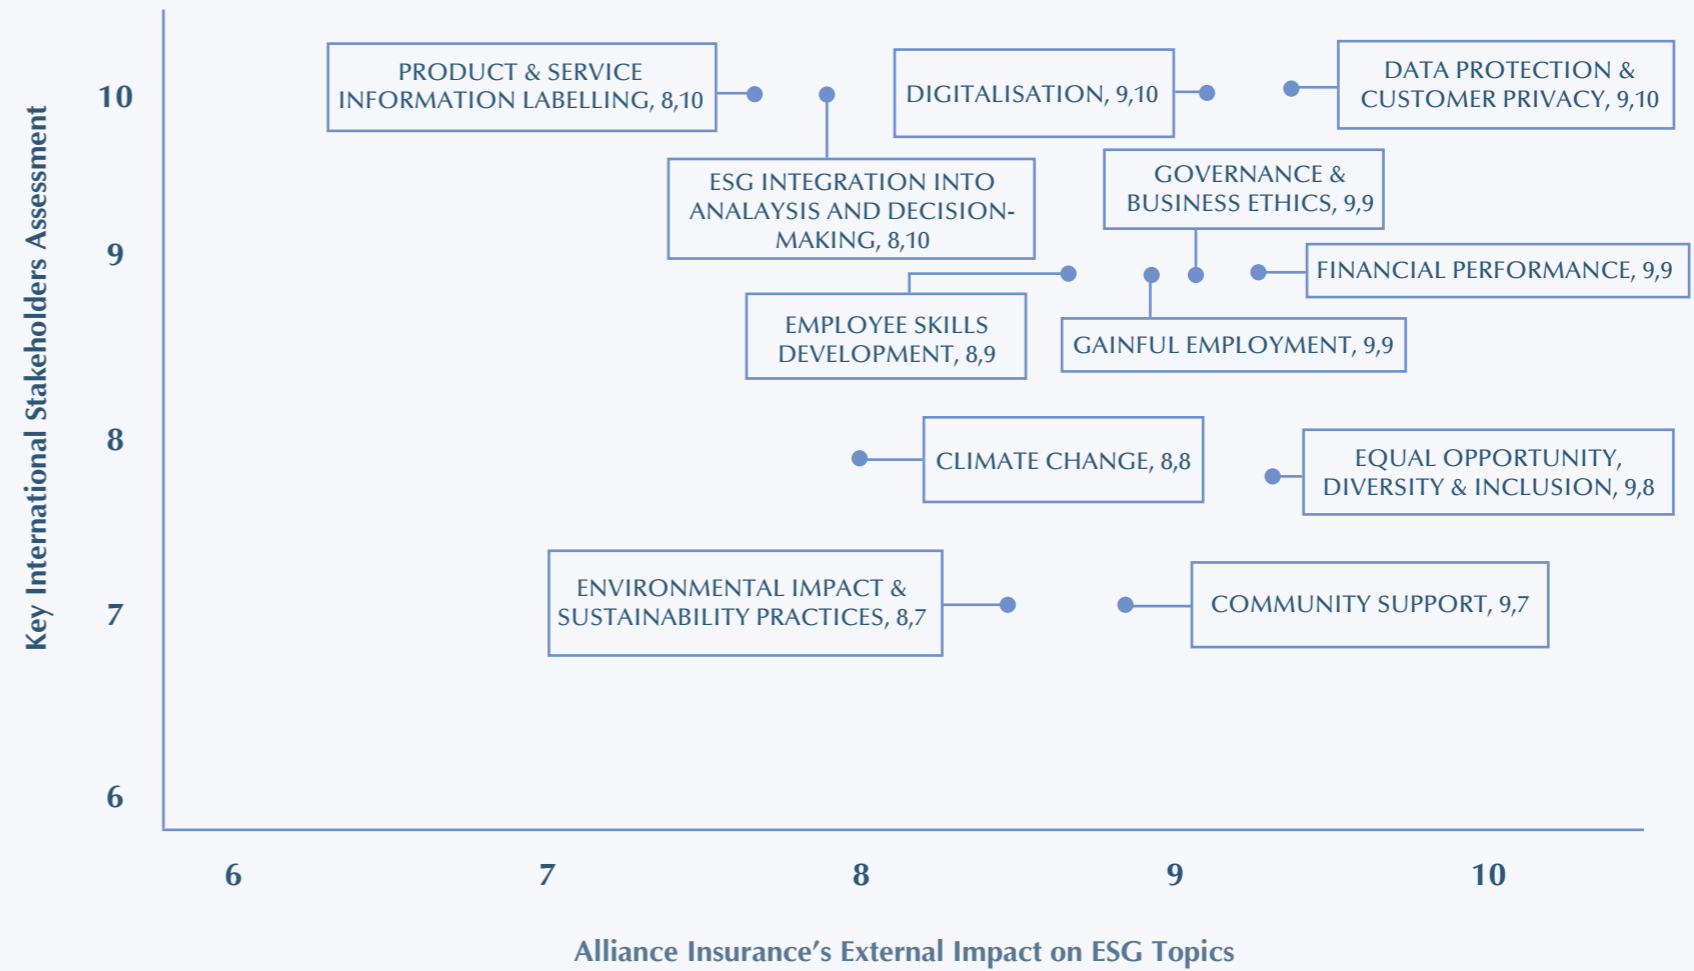 Key International Stakeholders Assessment
10
9
8
7
6
PRODUCT & SERVICE
INFORMATION LABELLING, 8,10
DIGITALISATION, 9,10
DATA PROTECTION &
CUSTOMER PRIVACY, 9,10
ESG INTEGRATION INTO
ANALAYSIS AND DECISION-
MAKING, 8,10
GOVERNANCE &
BUSINESS ETHICS, 9,9
FINANCIAL PERFORMANCE, 9,9
EMPLOYEE SKILLS
DEVELOPMENT, 8,9
GAINFUL EMPLOYMENT, 9,9
CLIMATE CHANGE, 8,8
EQUAL OPPORTUNITY,
DIVERSITY & INCLUSION, 9,8
ENVIRONMENTAL IMPACT &
SUSTAINABILITY PRACTICES, 8,7
COMMUNITY SUPPORT, 9,7
6 7 8 9 10
Alliance Insurance’s External Impact on ESG Topics